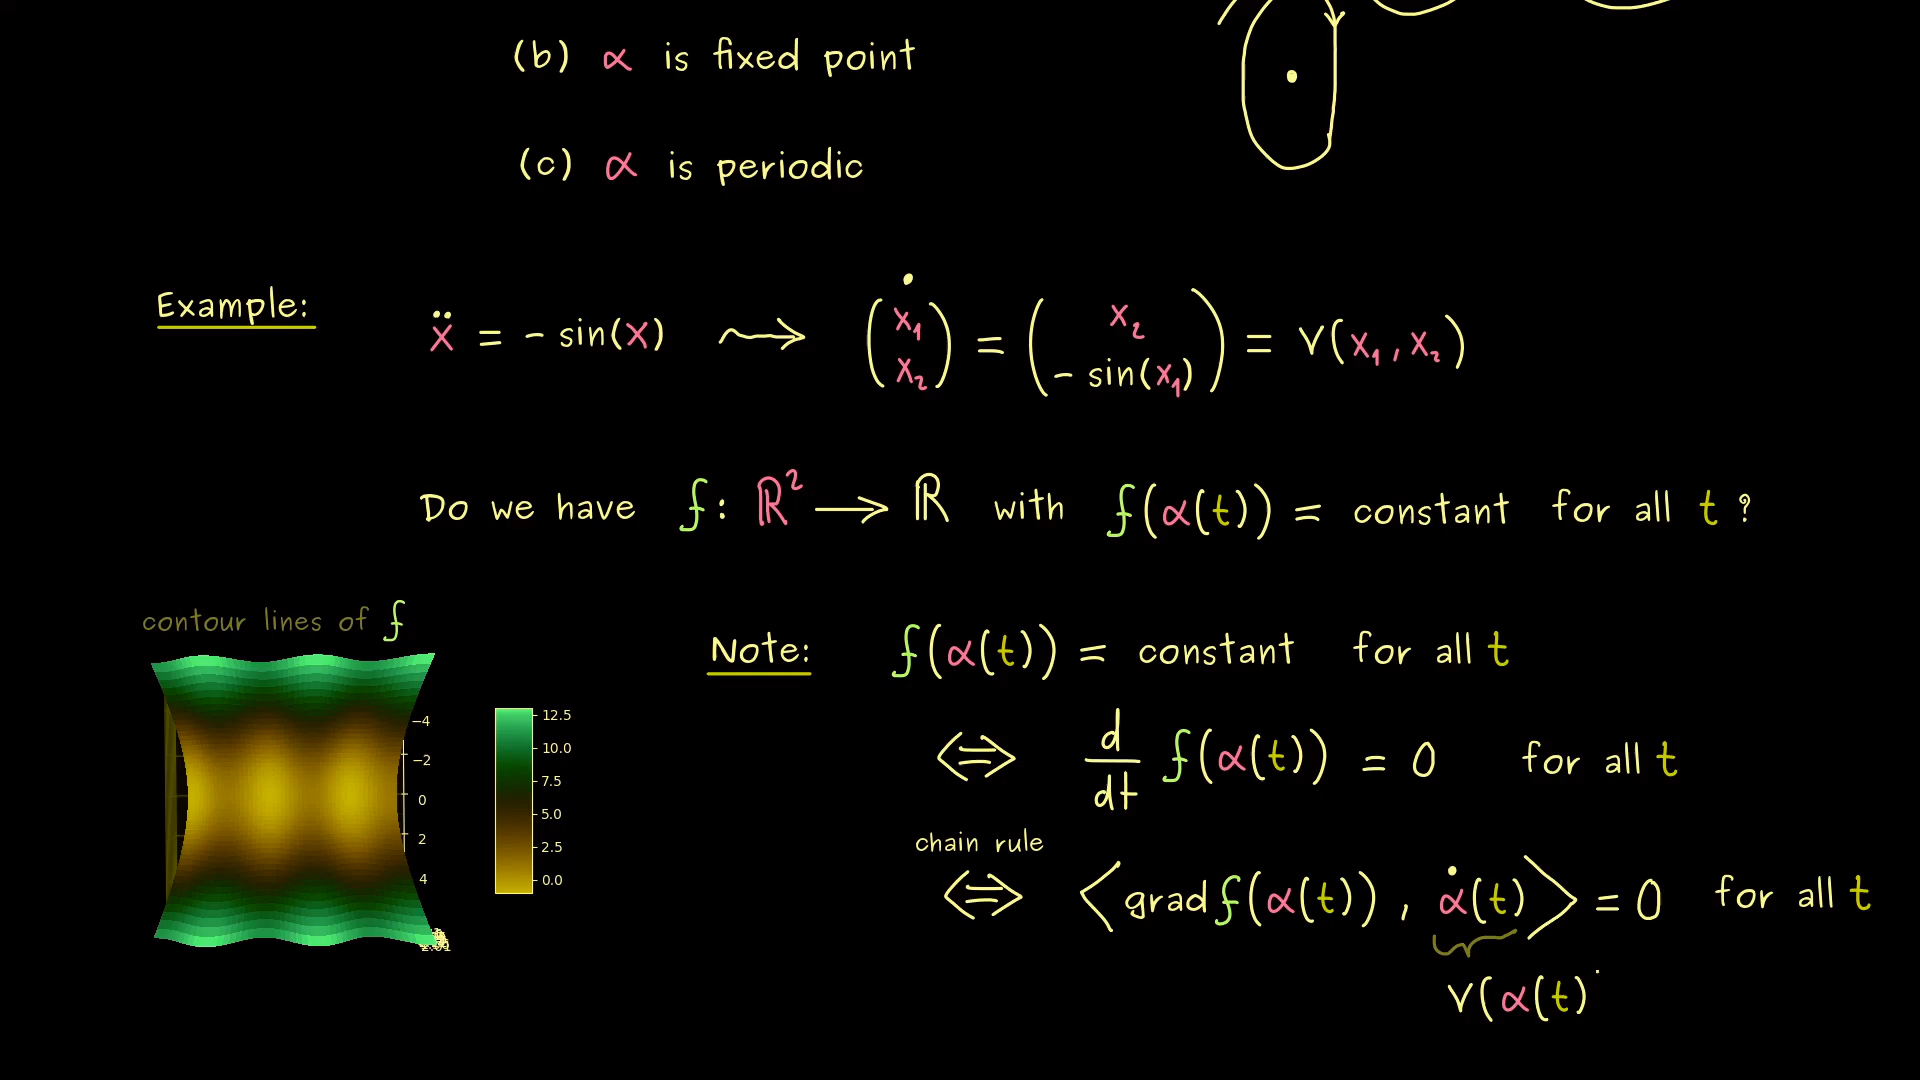 (b) α is fixed point
(c) α is periodic
Example: ẍ = - sin(x) ⇝ (x₁ x₂)˙ = (x₂ - sin(x₁)) = v(x₁, x₂)
Do we have f: ℝ² → ℝ with f(α(t)) = constant for all t?
contour lines of f
-4
-2
0
2
4
12.5
10.0
7.5
5.0
2.5
0.0
Note: f(α(t)) = constant for all t
⇔ d/dt f(α(t)) = 0 for all t
chain rule
⇔ ⟨grad f(α(t)), α̇(t)⟩ = 0 for all t
v(α(t)